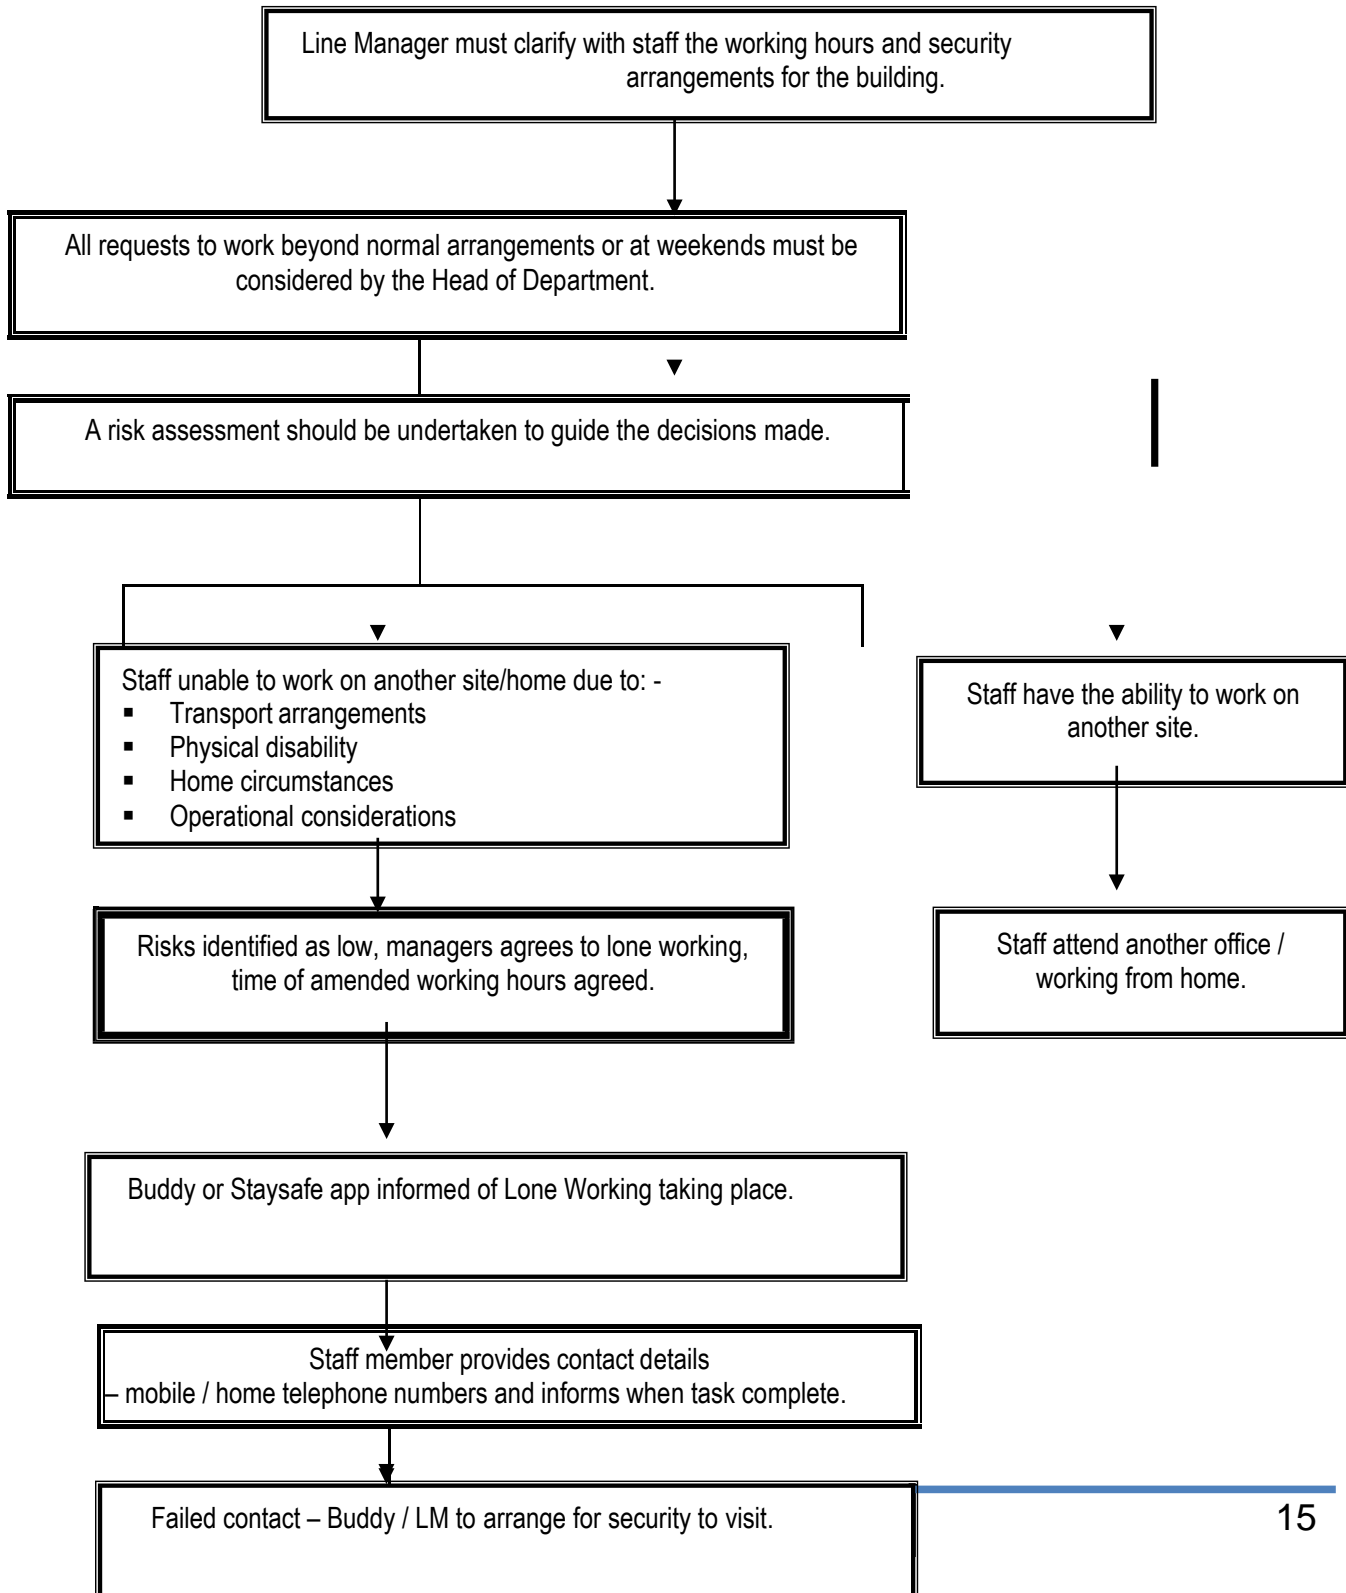 Line Manager must clarify with staff the working hours and security
arrangements for the building.
All requests to work beyond normal arrangements or at weekends must be
considered by the Head of Department.
A risk assessment should be undertaken to guide the decisions made.
Staff unable to work on another site/home due to: -
▪ Transport arrangements
▪ Physical disability
▪ Home circumstances
▪ Operational considerations
Staff have the ability to work on
another site.
Risks identified as low, managers agrees to lone working,
time of amended working hours agreed.
Staff attend another office /
working from home.
Buddy or Staysafe app informed of Lone Working taking place.
Staff member provides contact details
– mobile / home telephone numbers and informs when task complete.
Failed contact – Buddy / LM to arrange for security to visit.
15